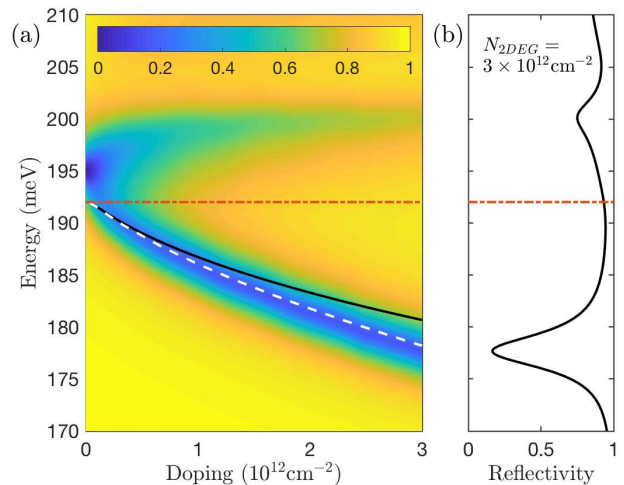 (a)
210
205
200
195
190
185
180
175
170
Energy (meV)
0 0.2 0.4 0.6 0.8 1
0 1 2 3
Doping (10¹²cm⁻²)
(b)
N₂DEG =
3 × 10¹²cm⁻²
0 0.5 1
Reflectivity